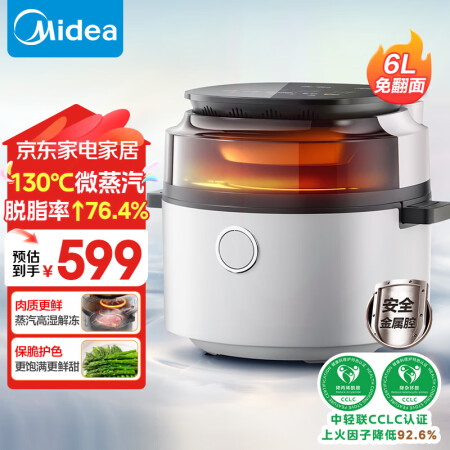 Midea
6L
免翻面
京东家电家居
130℃微蒸汽
脱脂率↑76.4%
预估
到手
¥599
肉质更鲜
蒸汽高湿解冻
保脆护色
更饱满更鲜甜
安全
金属腔
CCLC
CCLC
中轻联CCLC认证
上火因子降低92.6%